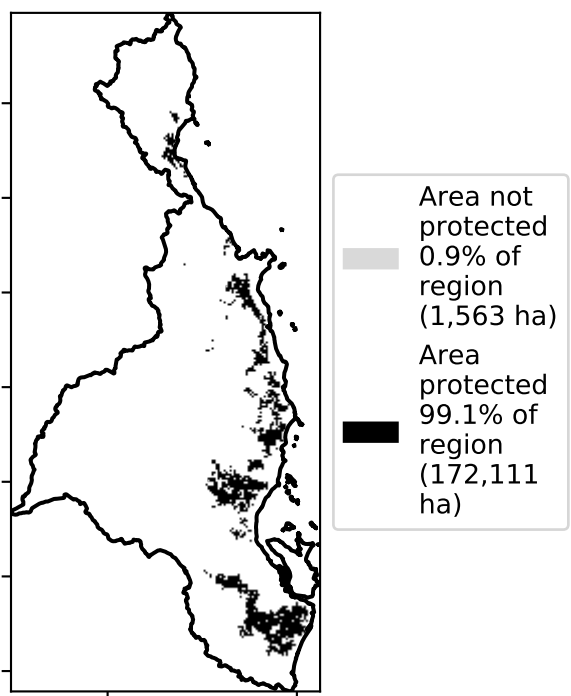 Area not
protected
0.9% of
region
(1,563 ha)
Area
protected
99.1% of
region
(172,111
ha)